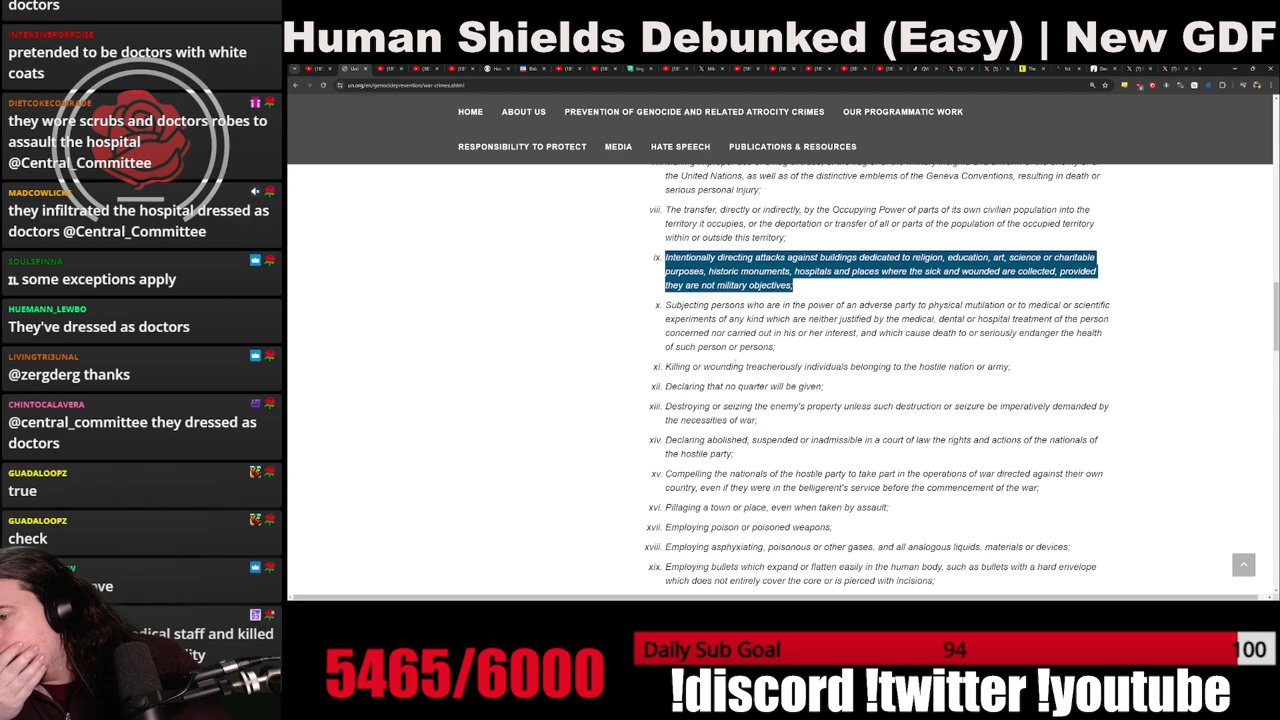 doctors
INTENSIVEPORPOISE
pretended to be doctors with white
coats
DIETCOKECOMRADE
they wore scrubs and doctors robes to
assault the hospital
@Central_Committee
MADCOWLICKS
they infiltrated the hospital dressed as
doctors @Central_Committee
SOULSPINNA
some exceptions apply
HUEMANN_LEWBO
They've dressed as doctors
LIVINGTRI3UNAL
@zergderg thanks
CHINTOCALAVERA
@central_committee they dressed as
doctors
GUADALOOPZ
true
GUADALOOPZ
check
dical staff and killed
Human Shields Debunked (Easy) | New GDF
un.org/en/genocideprevention/war-crimes.shtml
HOME
ABOUT US
PREVENTION OF GENOCIDE AND RELATED ATROCITY CRIMES
OUR PROGRAMMATIC WORK
RESPONSIBILITY TO PROTECT
MEDIA
HATE SPEECH
PUBLICATIONS & RESOURCES
the United Nations, as well as of the distinctive emblems of the Geneva Conventions, resulting in death or
serious personal injury;
viii. The transfer, directly or indirectly, by the Occupying Power of parts of its own civilian population into the
territory it occupies, or the deportation or transfer of all or parts of the population of the occupied territory
within or outside this territory;
ix. Intentionally directing attacks against buildings dedicated to religion, education, art, science or charitable
purposes, historic monuments, hospitals and places where the sick and wounded are collected, provided
they are not military objectives;
x. Subjecting persons who are in the power of an adverse party to physical mutilation or to medical or scientific
experiments of any kind which are neither justified by the medical, dental or hospital treatment of the person
concerned nor carried out in his or her interest, and which cause death to or seriously endanger the health
of such person or persons;
xi. Killing or wounding treacherously individuals belonging to the hostile nation or army;
xii. Declaring that no quarter will be given;
xiii. Destroying or seizing the enemy's property unless such destruction or seizure be imperatively demanded by
the necessities of war;
xiv. Declaring abolished, suspended or inadmissible in a court of law the rights and actions of the nationals of
the hostile party;
xv. Compelling the nationals of the hostile party to take part in the operations of war directed against their own
country, even if they were in the belligerent's service before the commencement of the war;
xvi. Pillaging a town or place, even when taken by assault;
xvii. Employing poison or poisoned weapons;
xviii. Employing asphyxiating, poisonous or other gases, and all analogous liquids, materials or devices;
xix. Employing bullets which expand or flatten easily in the human body, such as bullets with a hard envelope
which does not entirely cover the core or is pierced with incisions;
5465/6000
Daily Sub Goal 94 100
!discord !twitter !youtube